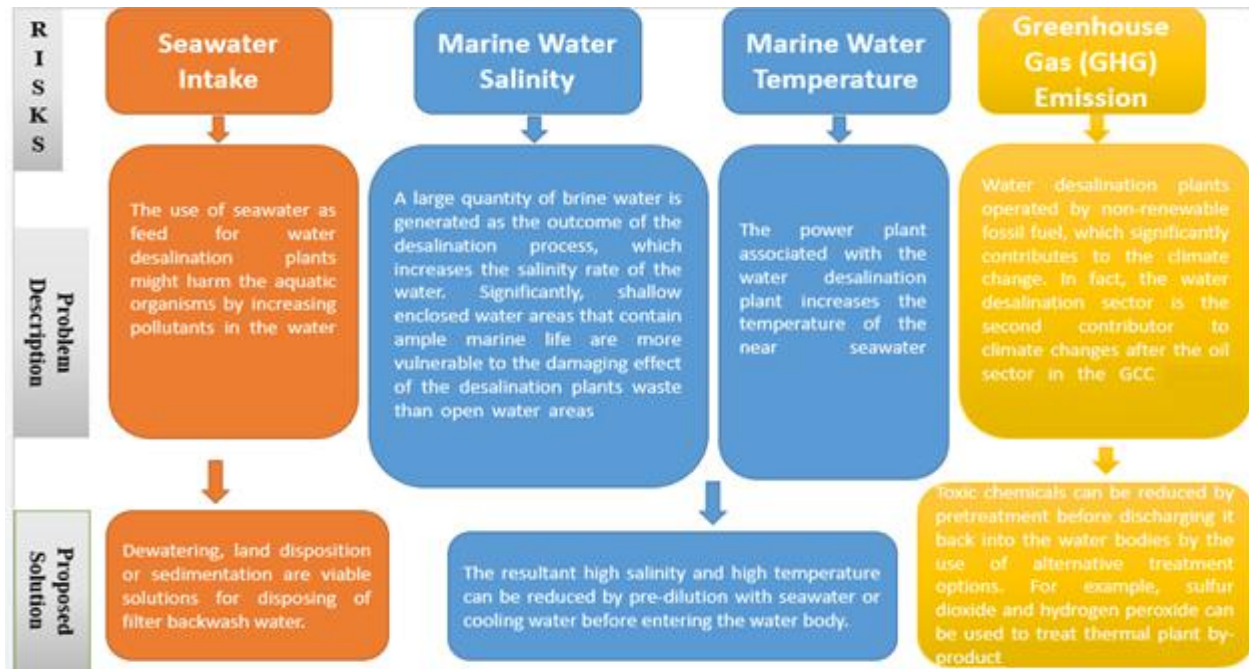 RISKS
Seawater
Intake
Marine Water
Salinity
Marine Water
Temperature
Greenhouse
Gas (GHG)
Emission
Problem
Description
The use of seawater as
feed for water
desalination plants
might harm the aquatic
organisms by increasing
pollutants in the water
A large quantity of brine water is
generated as the outcome of the
desalination process, which
increases the salinity rate of the
water. Significantly, shallow
enclosed water areas that contain
ample marine life are more
vulnerable to the damaging effect
of the desalination plants waste
than open water areas
The power plant
associated with the
water desalination
plant increases the
temperature of the
near seawater
Water desalination plants
operated by non-renewable
fossil fuel, which significantly
contributes to the climate
change. In fact, the water
desalination sector is the
second contributor to
climate changes after the oil
sector in the GCC
Proposed
Solution
Dewatering, land disposition
or sedimentation are viable
solutions for disposing of
filter backwash water.
The resultant high salinity and high temperature
can be reduced by pre-dilution with seawater or
cooling water before entering the water body.
Toxic chemicals can be reduced by
pretreatment before discharging it
back into the water bodies by the
use of alternative treatment
options. For example, sulfur
dioxide and hydrogen peroxide can
be used to treat thermal plant by-
product